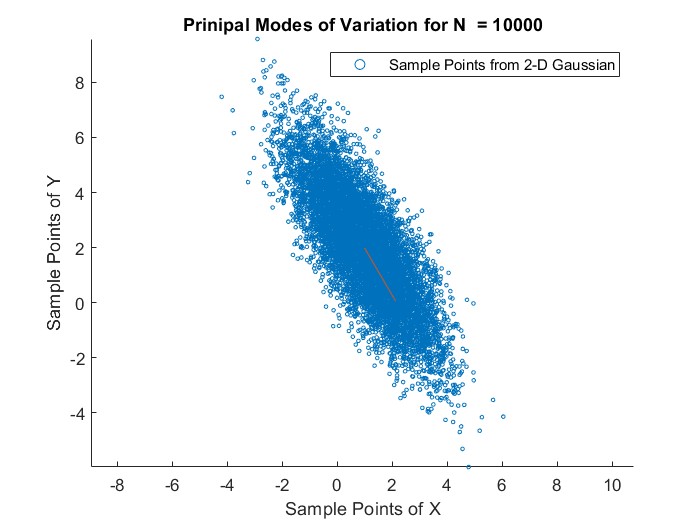 Prinipal Modes of Variation for N  = 10000
Sample Points from 2-D Gaussian
8
6
4
2
0
-2
-4
Sample Points of Y
-8 -6 -4 -2 0 2 4 6 8 10
Sample Points of X